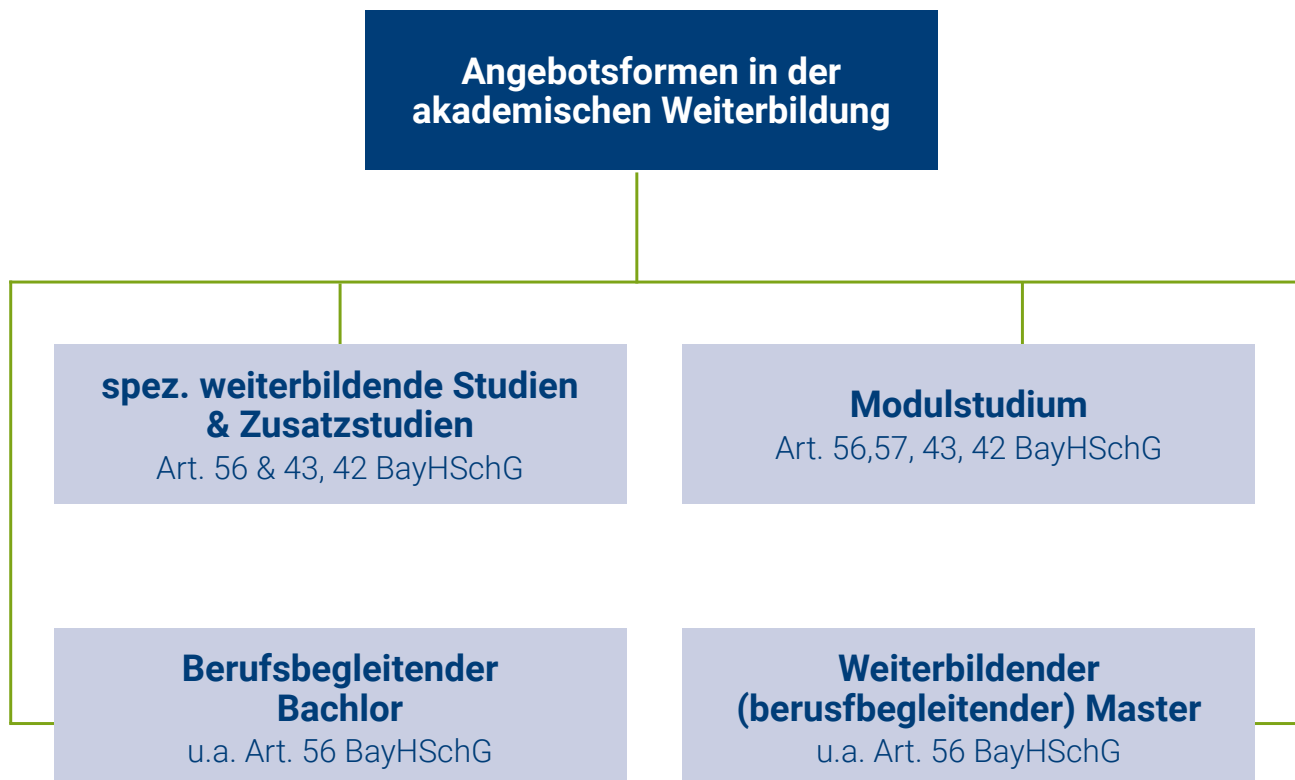 Angebotsformen in der
akademischen Weiterbildung
spez. weiterbildende Studien
& Zusatzstudien
Art. 56 & 43, 42 BayHSchG
Modulstudium
Art. 56,57, 43, 42 BayHSchG
Berufsbegleitender
Bachlor
u.a. Art. 56 BayHSchG
Weiterbildender
(berusfbegleitender) Master
u.a. Art. 56 BayHSchG